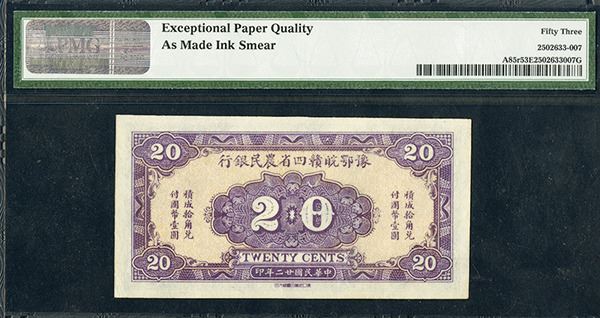 Exceptional Paper Quality
As Made Ink Smear
PMG
Fifty Three
2502633-007
A85r53E2502633007G
20
20
豫鄂皖贛四省農民銀行
積成拾角兌
付國幣壹圓
20
積成拾角兌
付國幣壹圓
TWENTY CENTS
20
中華民國廿二年印
20